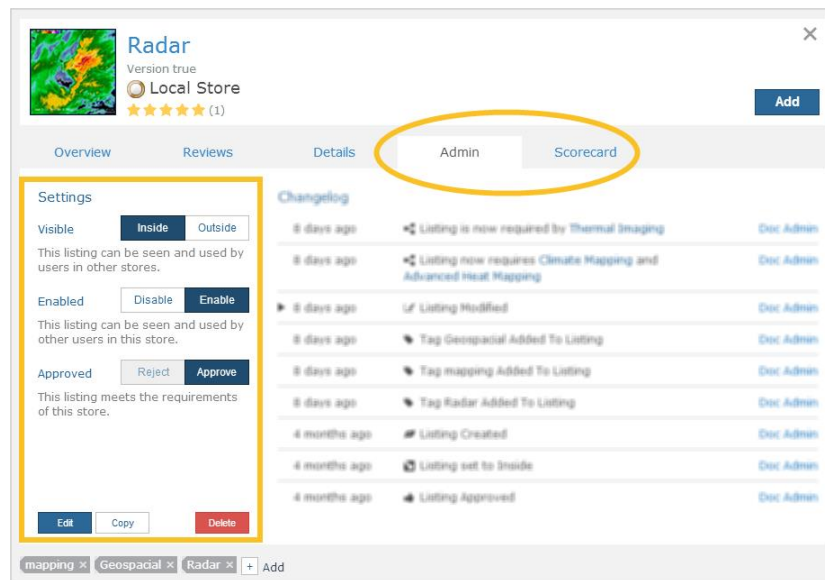 Radar
Version true
Local Store
(1)
Add
Overview Reviews Details Admin Scorecard
Settings
Visible Inside Outside
This listing can be seen and used by
users in other stores.
Enabled Disable Enable
This listing can be seen and used by
other users in this store.
Approved Reject Approve
This listing meets the requirements
of this store.
Edit Copy Delete
Changelog
8 days ago Listing is now required by Thermal Imaging Doc Admin
8 days ago Listing now requires Climate Mapping and Doc Admin
Advanced Heat Mapping
8 days ago Listing Modified Doc Admin
8 days ago Tag Geospacial Added To Listing Doc Admin
8 days ago Tag mapping Added To Listing Doc Admin
8 days ago Tag Radar Added To Listing Doc Admin
4 months ago Listing Created Doc Admin
4 months ago Listing set to Inside Doc Admin
4 months ago Listing Approved Doc Admin
mapping × Geospacial × Radar × + Add